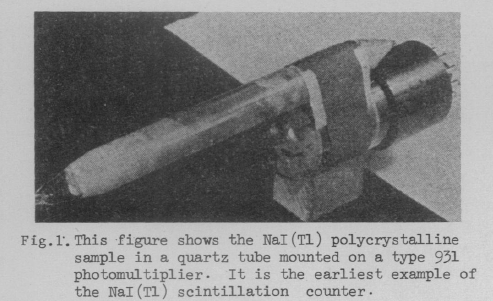 Fig.1. This figure shows the NaI(Tl) polycrystalline
sample in a quartz tube mounted on a type 931
photomultiplier. It is the earliest example of
the NaI(Tl) scintillation counter.